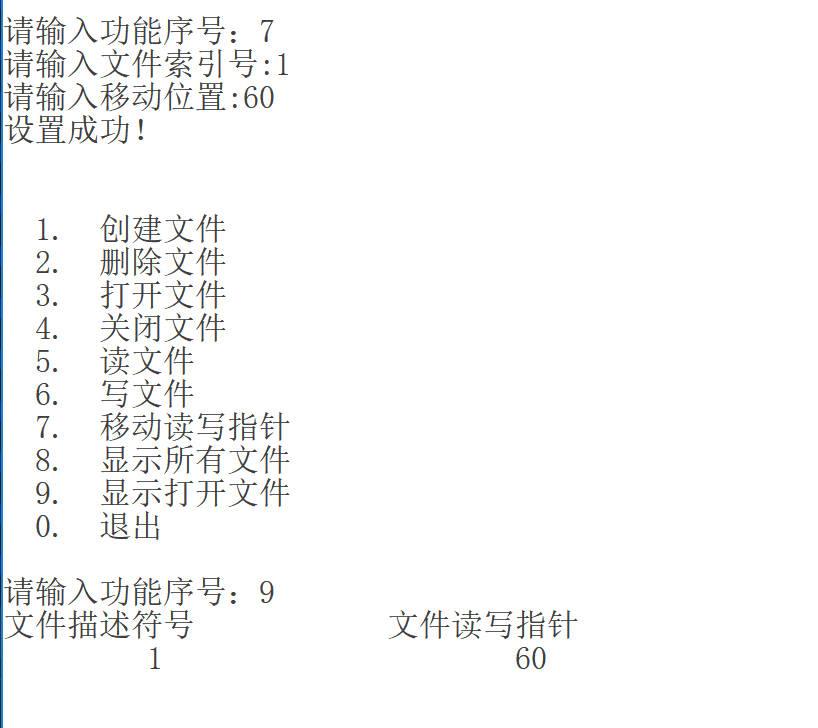 请输入功能序号：7
请输入文件索引号:1
请输入移动位置:60
设置成功！
1. 创建文件
2. 删除文件
3. 打开文件
4. 关闭文件
5. 读文件
6. 写文件
7. 移动读写指针
8. 显示所有文件
9. 显示打开文件
0. 退出
请输入功能序号：9
文件描述符号 文件读写指针
1 60